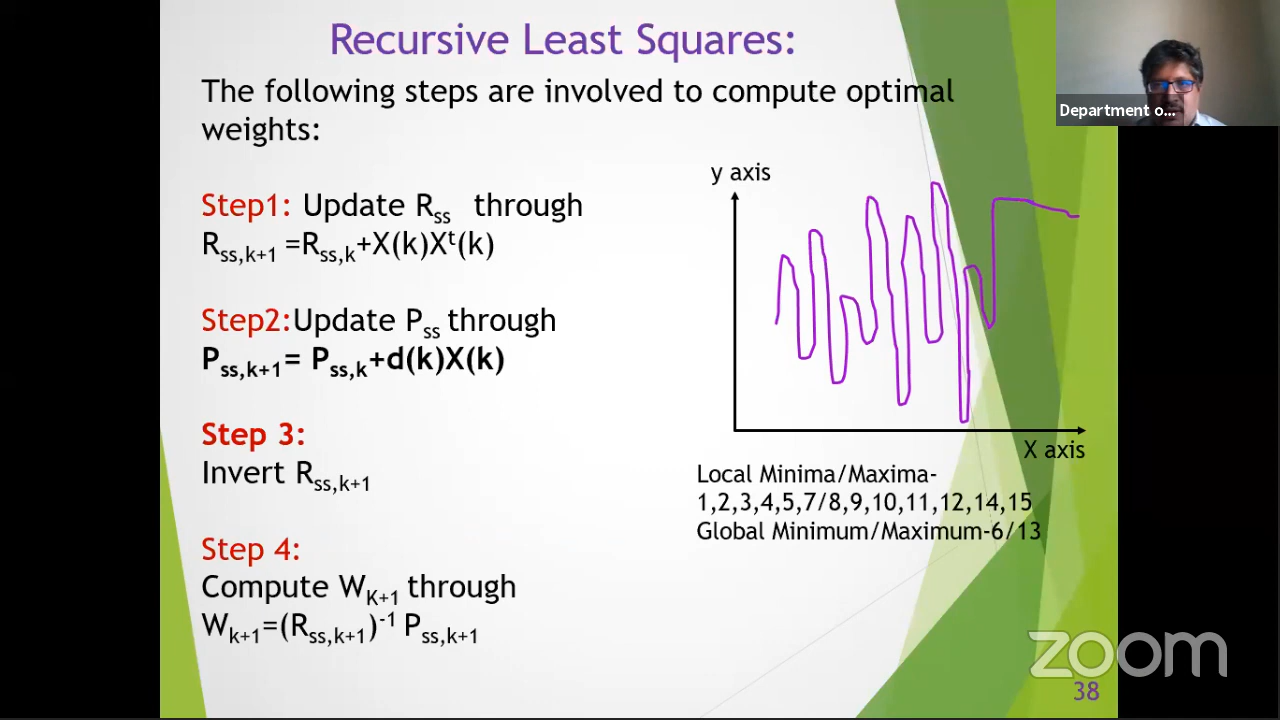 Recursive Least Squares:
The following steps are involved to compute optimal
weights:
Step1: Update Rss through
Rss,k+1 =Rss,k+X(k)Xt(k)
Step2:Update Pss through
Pss,k+1= Pss,k+d(k)X(k)
Step 3:
Invert Rss,k+1
Step 4:
Compute WK+1 through
Wk+1=(Rss,k+1)-1 Pss,k+1
y axis
X axis
Local Minima/Maxima-
1,2,3,4,5,7/8,9,10,11,12,14,15
Global Minimum/Maximum-6/13
Department o...
zoom
38